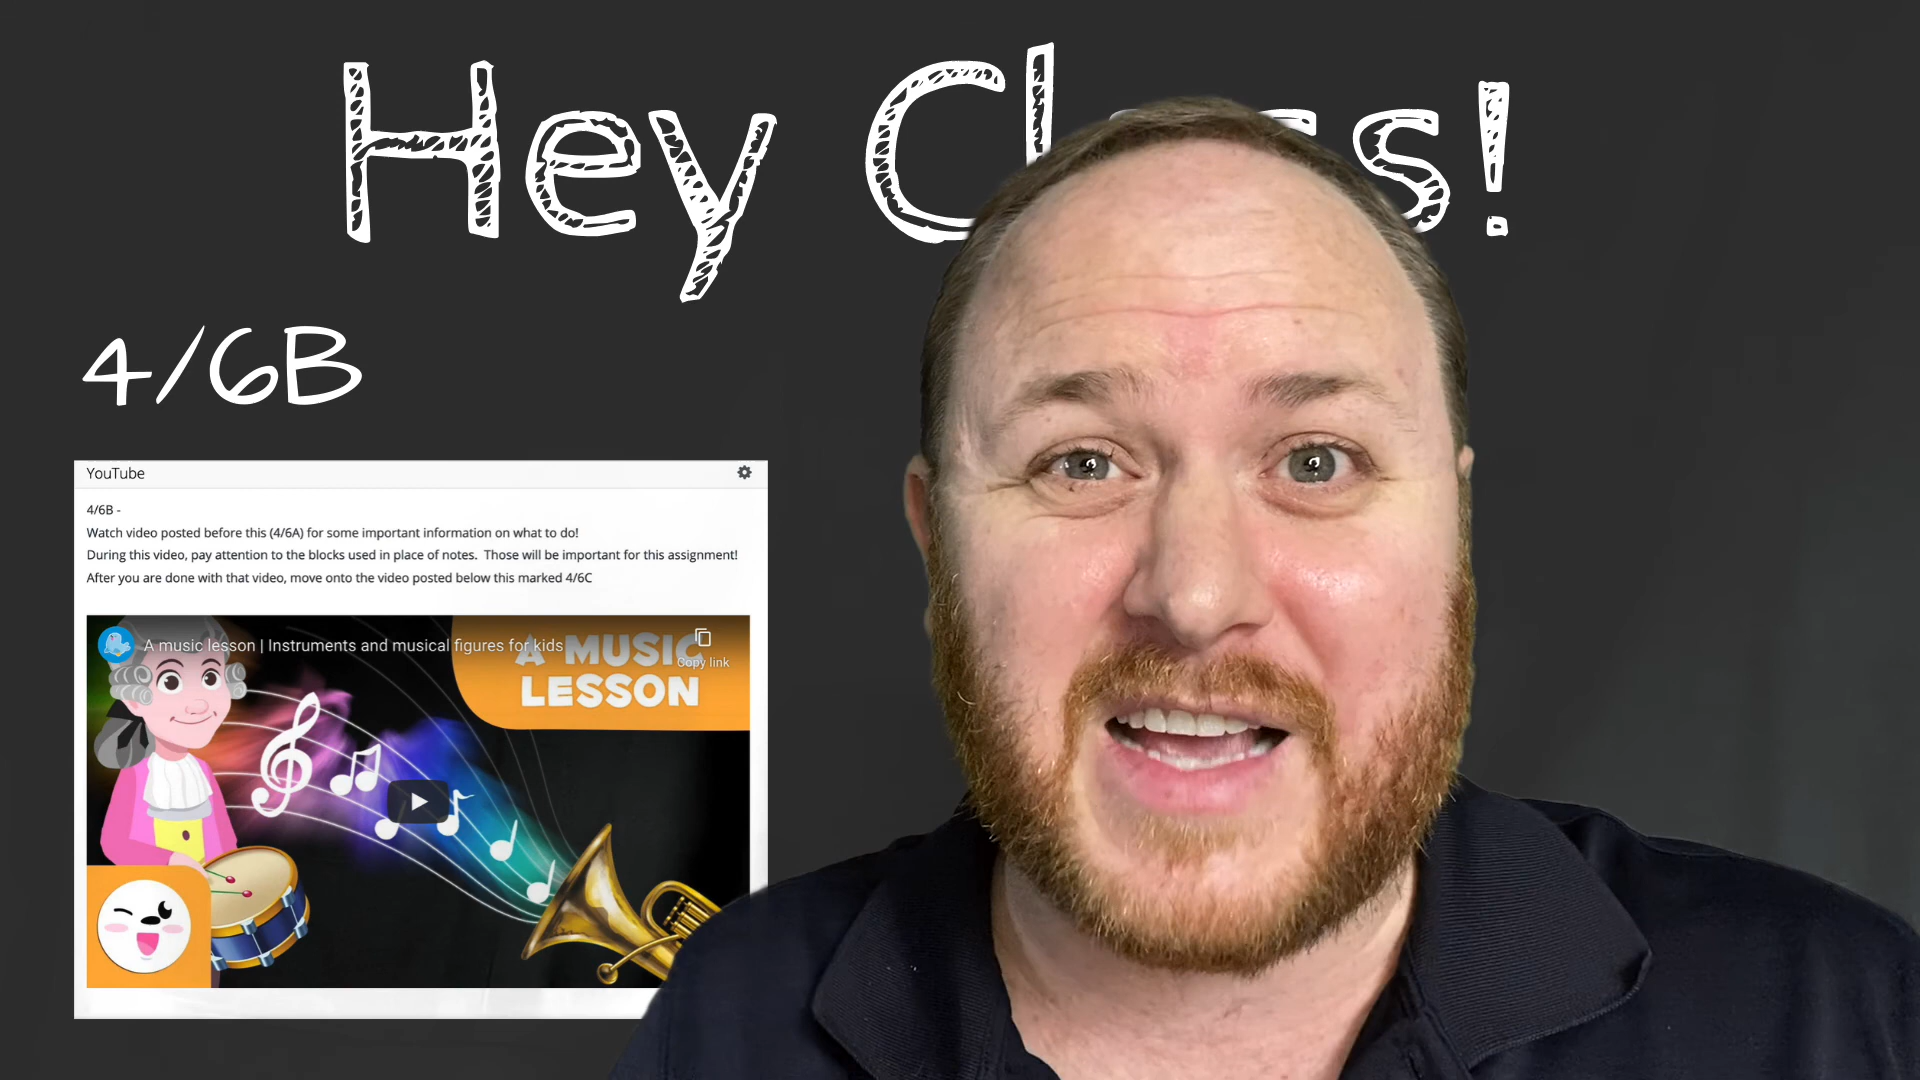 Hey Class!
4/6B
YouTube
4/6B -
Watch video posted before this (4/6A) for some important information on what to do!
During this video, pay attention to the blocks used in place of notes. Those will be important for this assignment!
After you are done with that video, move onto the video posted below this marked 4/6C
A music lesson | Instruments and musical figures for kids
Copy link
A MUSIC
LESSON